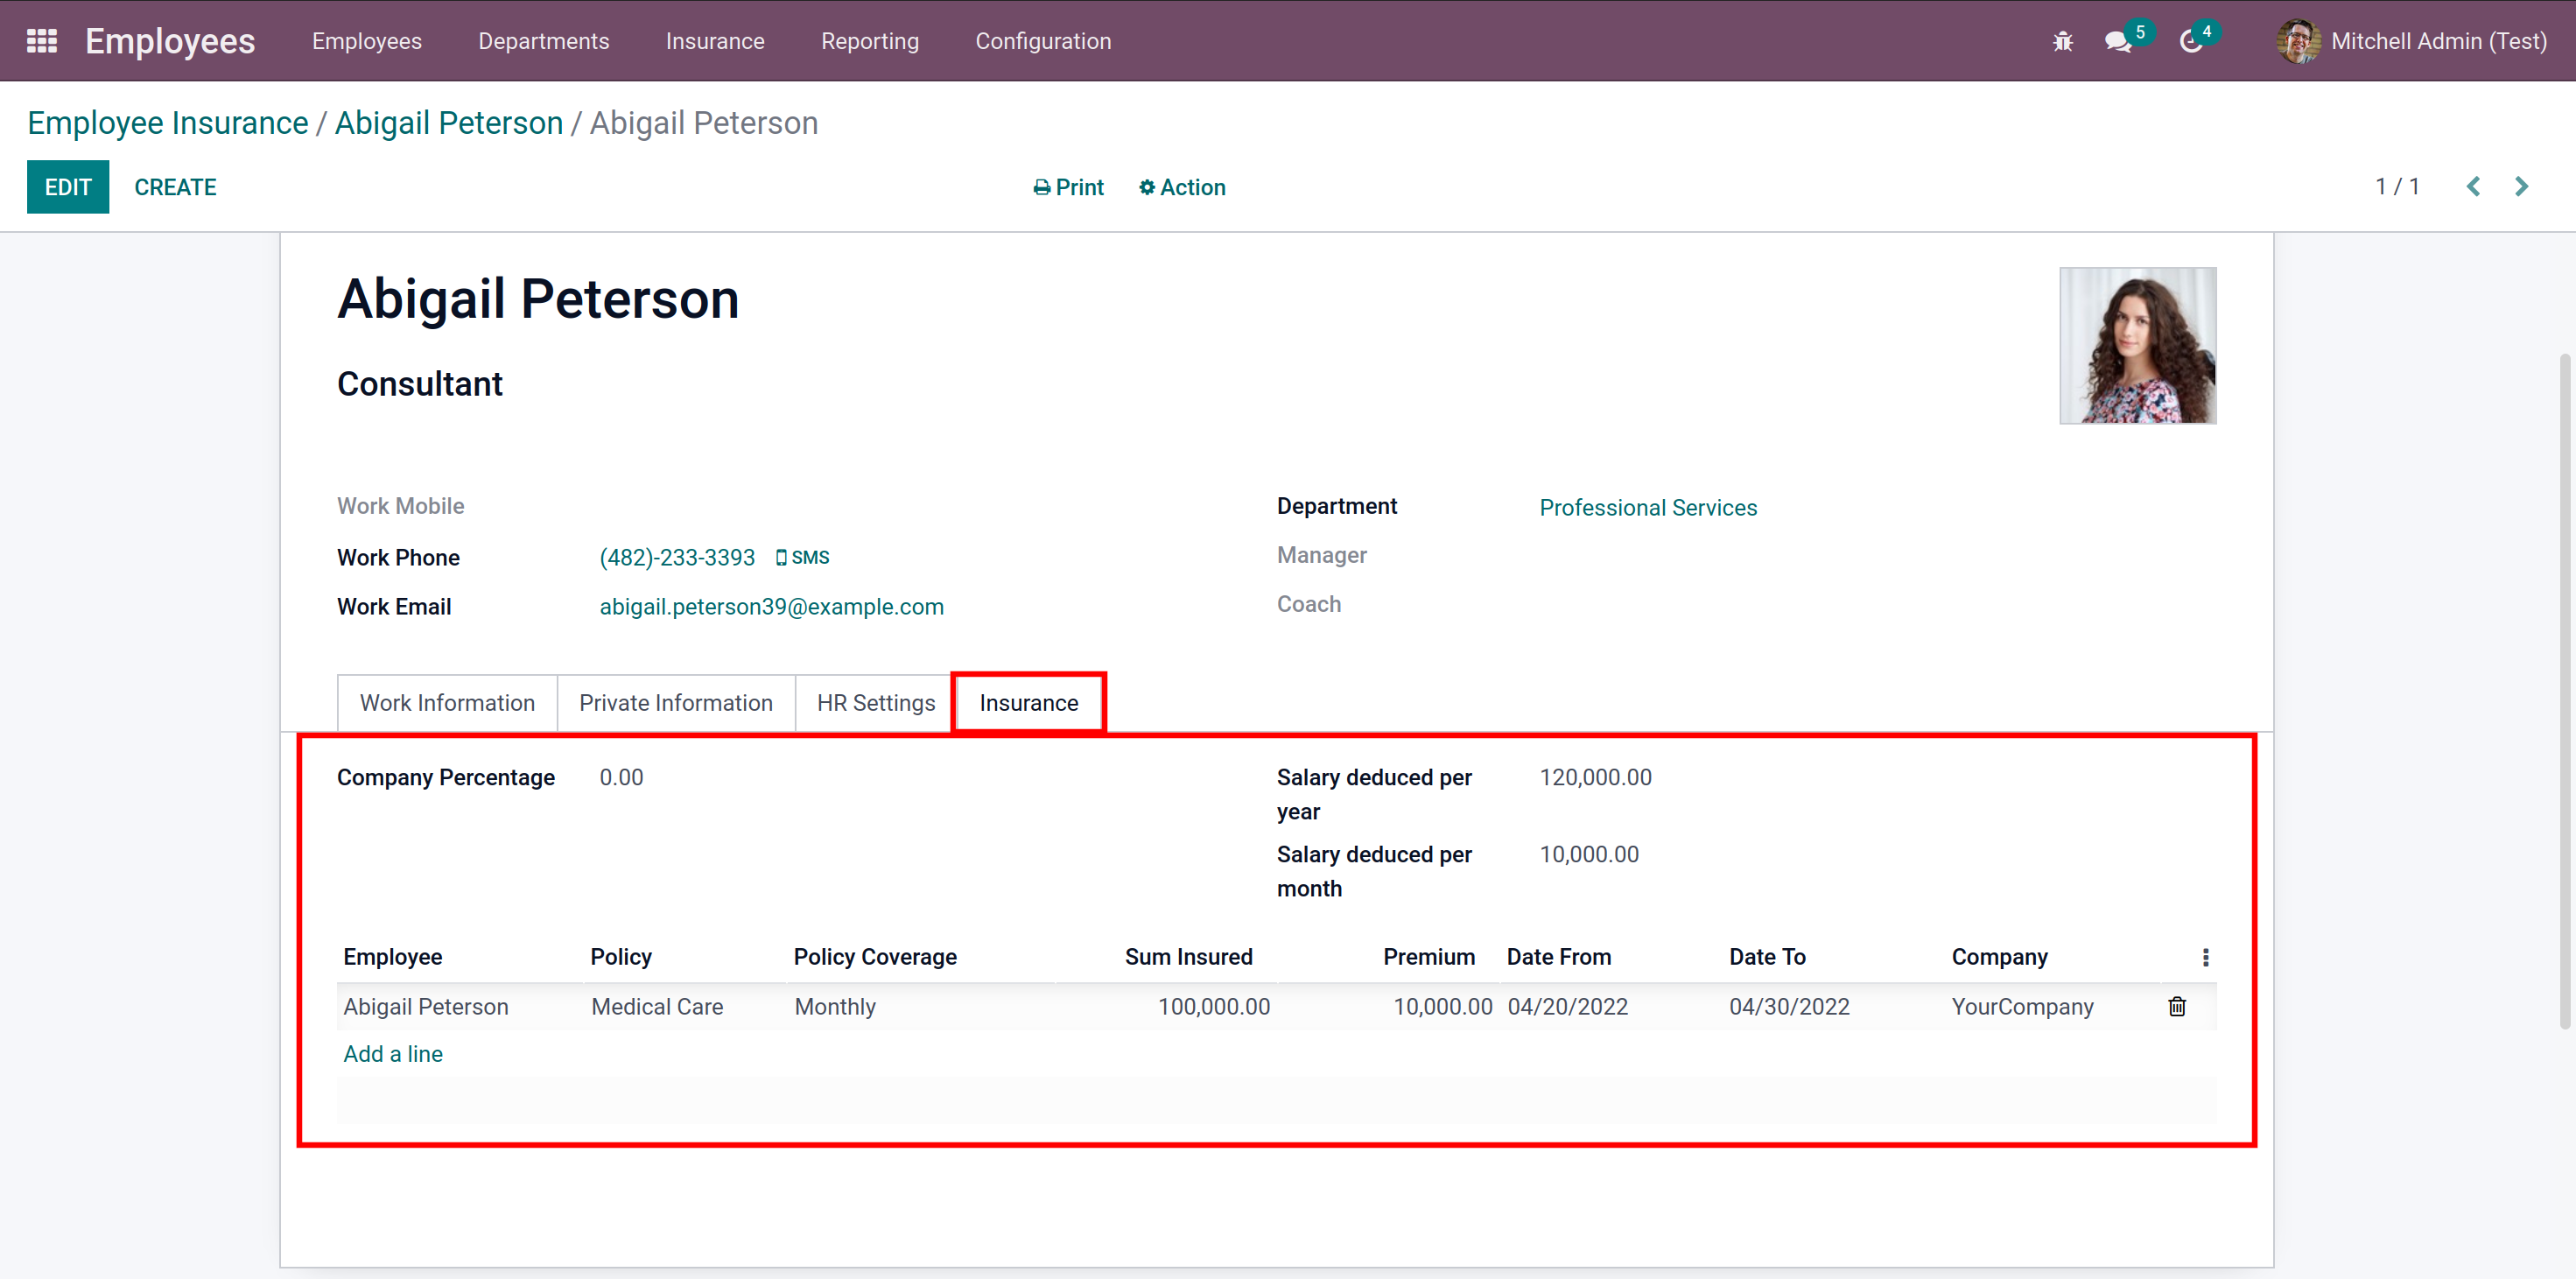 Employees Employees Departments Insurance Reporting Configuration 5 4 Mitchell Admin (Test)
Employee Insurance / Abigail Peterson / Abigail Peterson
EDIT CREATE Print Action 1 / 1
Abigail Peterson
Consultant
Work Mobile
Work Phone (482)-233-3393 SMS
Work Email abigail.peterson39@example.com
Department Professional Services
Manager
Coach
Work Information Private Information HR Settings Insurance
Company Percentage 0.00
Salary deduced per year 120,000.00
Salary deduced per month 10,000.00
Employee Policy Policy Coverage Sum Insured Premium Date From Date To Company
Abigail Peterson Medical Care Monthly 100,000.00 10,000.00 04/20/2022 04/30/2022 YourCompany
Add a line